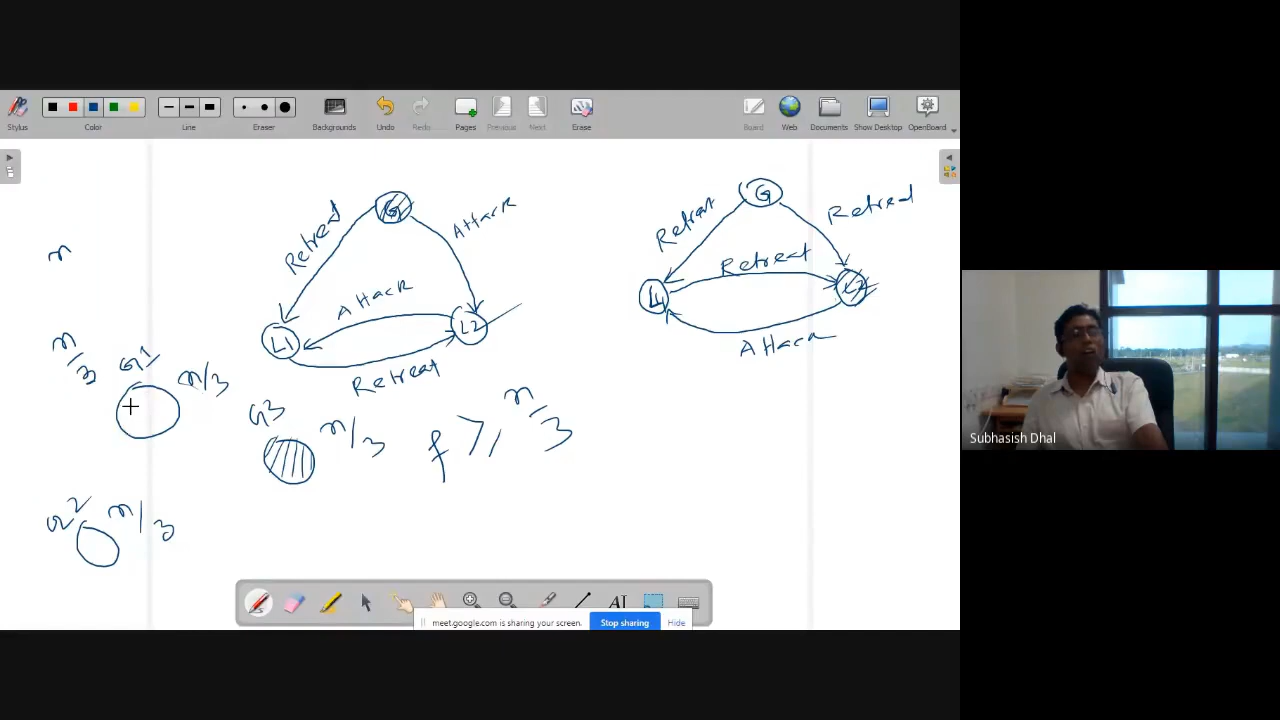 Stylus
Color
Line
Eraser
Backgrounds
Undo
Redo
Pages
Previous
Next
Erase
Board
Web
Documents
Show Desktop
OpenBoard
G
Retreat
Attack
Attack
L1
L2
Retreat
G
Retreat
Retreat
Retreat
L1
L2
Attack
n
n/3
G1
n/3
G3
n/3
f ≥ n/3
G2
n/3
Subhasish Dhal
meet.google.com is sharing your screen.
Stop sharing
Hide